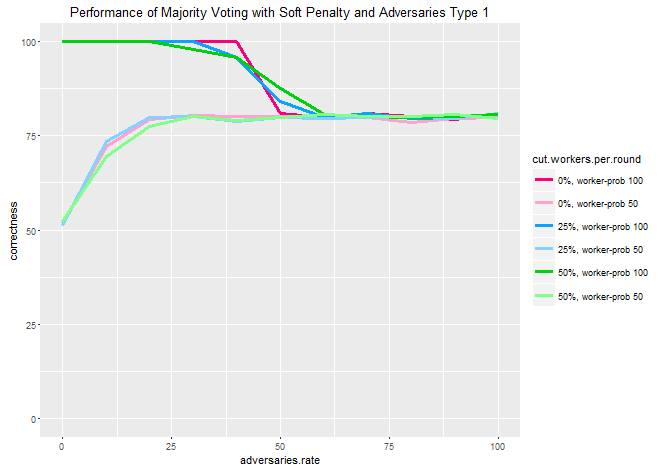 Performance of Majority Voting with Soft Penalty and Adversaries Type 1
100
75
50
25
0
correctness
0 25 50 75 100
adversaries.rate
cut.workers.per.round
0%, worker-prob 100
0%, worker-prob 50
25%, worker-prob 100
25%, worker-prob 50
50%, worker-prob 100
50%, worker-prob 50